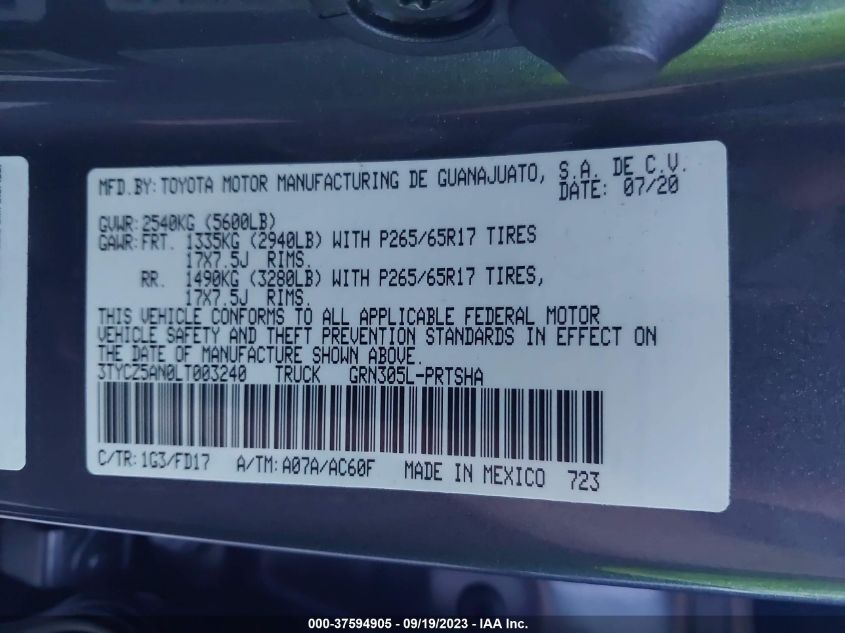 MFD.BY: TOYOTA MOTOR MANUFACTURING DE GUANAJUATO, S.A. DE C.V.
DATE: 07/20
GVWR: 2540KG (5600LB)
GAWR: FRT. 1335KG (2940LB) WITH P265/65R17 TIRES
17X7.5J RIMS.
RR. 1490KG (3280LB) WITH P265/65R17 TIRES,
17X7.5J RIMS.
THIS VEHICLE CONFORMS TO ALL APPLICABLE FEDERAL MOTOR
VEHICLE SAFETY AND THEFT PREVENTION STANDARDS IN EFFECT ON
THE DATE OF MANUFACTURE SHOWN ABOVE.
3TYCZ5AN0LT003240 TRUCK GRN305L-PRTSHA
C/TR: 1G3/FD17 A/TM: A07A/AC60F MADE IN MEXICO 723
000-37594905 - 09/19/2023 - IAA Inc.